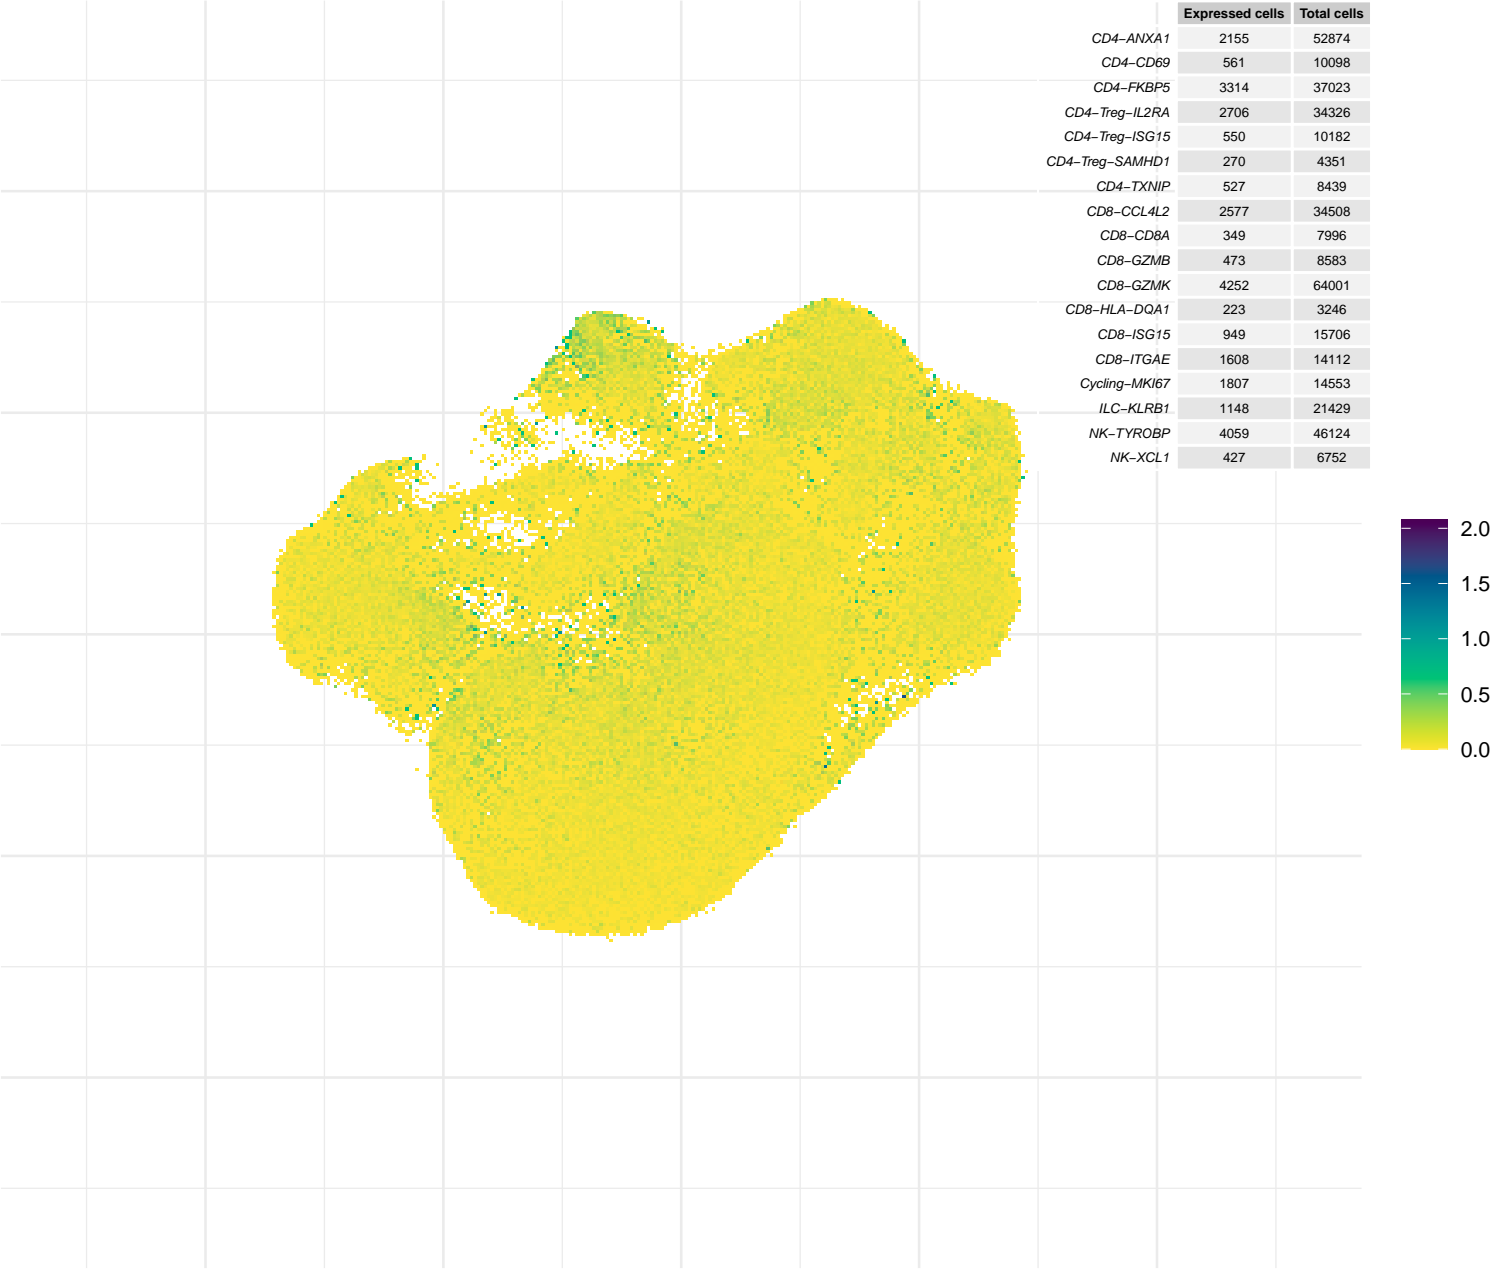 Expressed cells Total cells
CD4−ANXA1 2155 52874
CD4−CD69 561 10098
CD4−FKBP5 3314 37023
CD4−Treg−IL2RA 2706 34326
CD4−Treg−ISG15 550 10182
CD4−Treg−SAMHD1 270 4351
CD4−TXNIP 527 8439
CD8−CCL4L2 2577 34508
CD8−CD8A 349 7996
CD8−GZMB 473 8583
CD8−GZMK 4252 64001
CD8−HLA−DQA1 223 3246
CD8−ISG15 949 15706
CD8−ITGAE 1608 14112
Cycling−MKI67 1807 14553
ILC−KLRB1 1148 21429
NK−TYROBP 4059 46124
NK−XCL1 427 6752
2.0
1.5
1.0
0.5
0.0